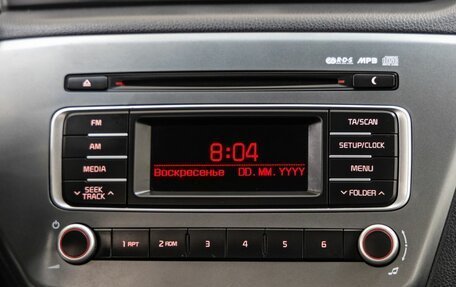 R·D·S MP3
FM
AM
MEDIA
SEEK
TRACK
8:04
Воскресенье DD.MM.YYYY
TA/SCAN
SETUP/CLOCK
MENU
FOLDER
1 RPT 2 RDM 3 4 5 6